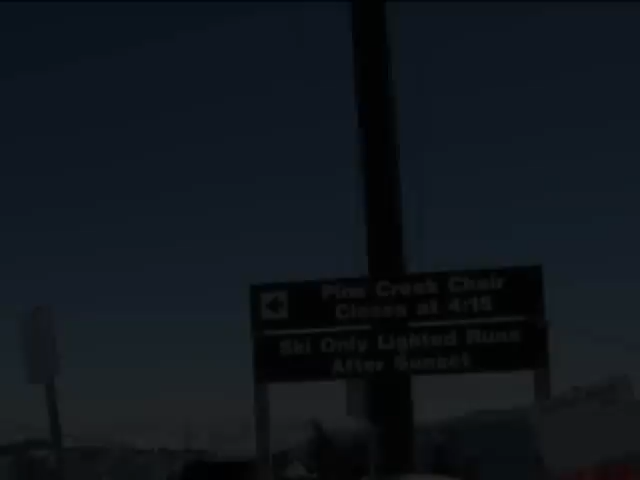 Pine Creek Chair
Closes at 4:15
Ski Only Lighted Runs
After Sunset